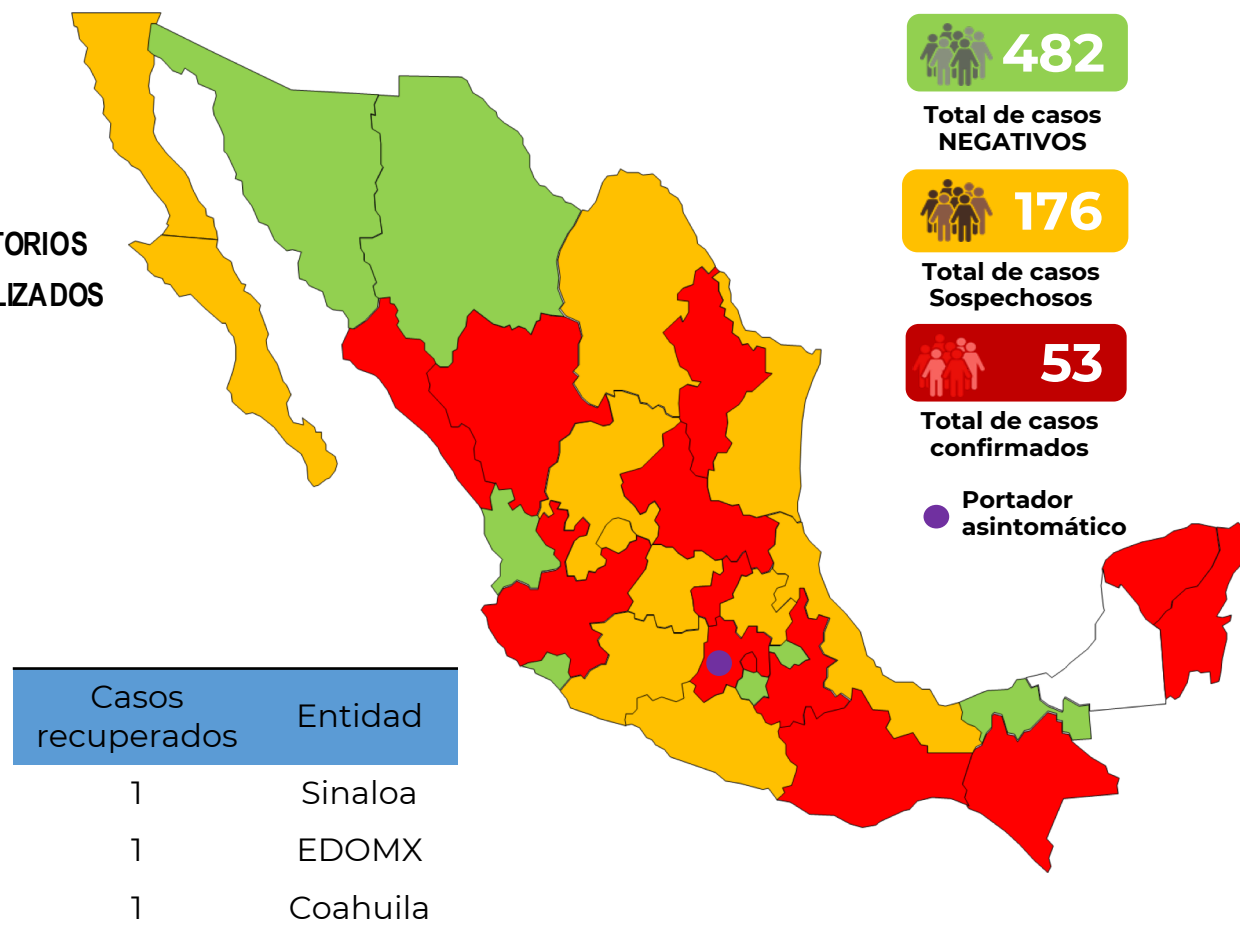 482
Total de casos
NEGATIVOS
176
Total de casos
Sospechosos
53
Total de casos
confirmados
Portador
asintomático
TORIOS
LIZADOS
Casos
recuperados
Entidad
1 Sinaloa
1 EDOMX
1 Coahuila